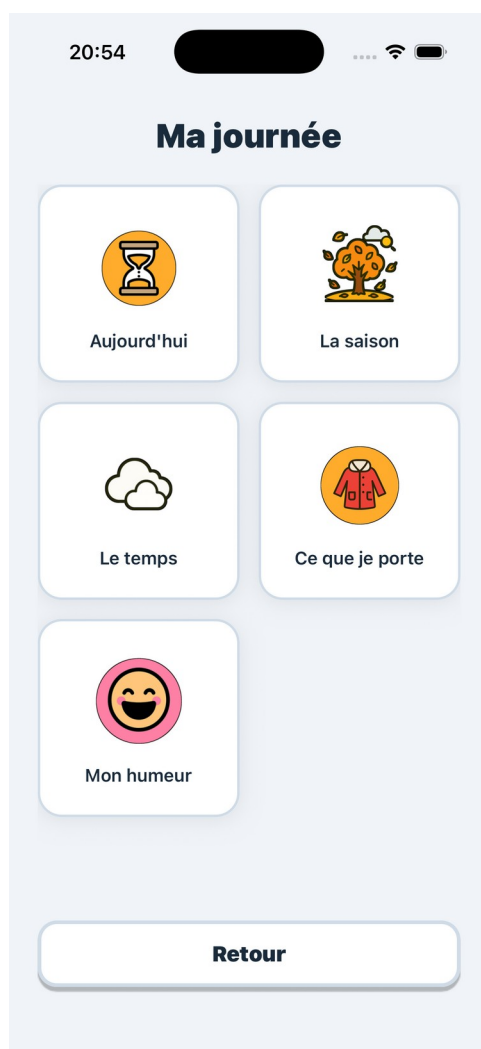 20:54
Ma journée
Aujourd'hui
La saison
Le temps
Ce que je porte
Mon humeur
Retour